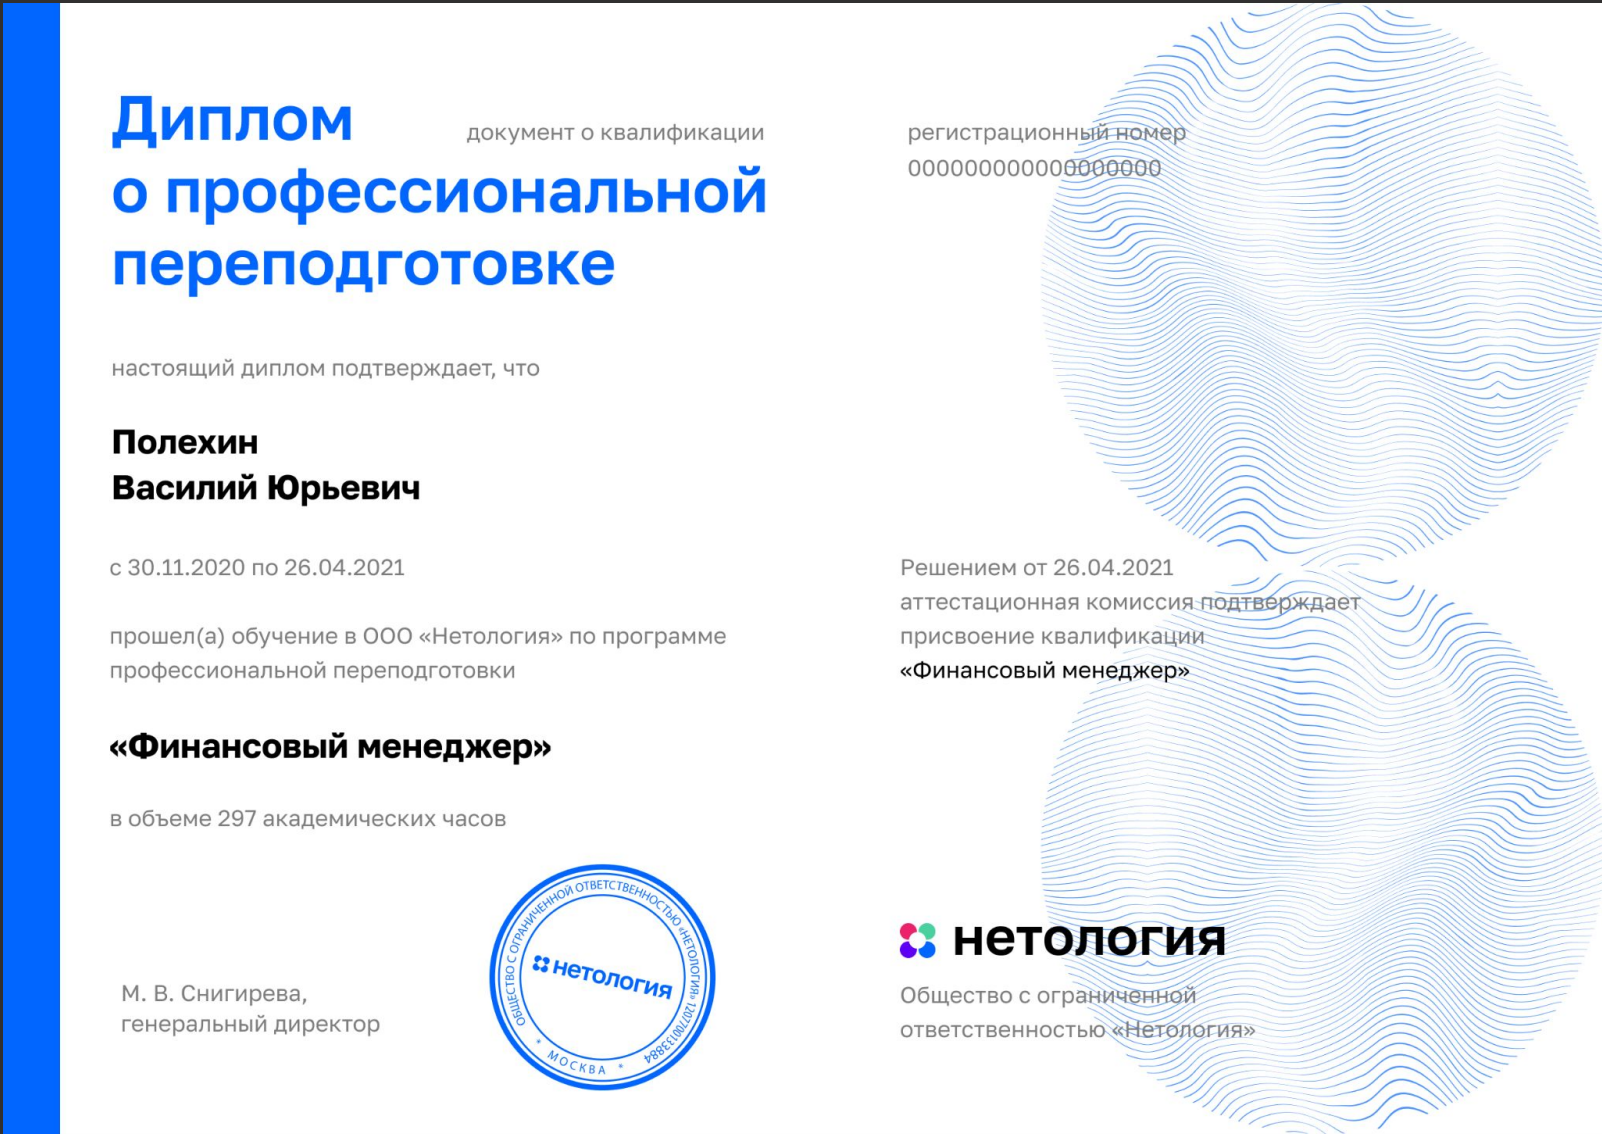 Диплом
о профессиональной
переподготовке
документ о квалификации
регистрационный номер
000000000000000000
настоящий диплом подтверждает, что
Полехин
Василий Юрьевич
с 30.11.2020 по 26.04.2021
прошел(а) обучение в ООО «Нетология» по программе
профессиональной переподготовки
«Финансовый менеджер»
в объеме 297 академических часов
Решением от 26.04.2021
аттестационная комиссия подтверждает
присвоение квалификации
«Финансовый менеджер»
М. В. Снигирева,
генеральный директор
ОБЩЕСТВО С ОГРАНИЧЕННОЙ ОТВЕТСТВЕННОСТЬЮ «НЕТОЛОГИЯ» 1207700133884
* МОСКВА *
нетология
нетология
Общество с ограниченной
ответственностью «Нетология»